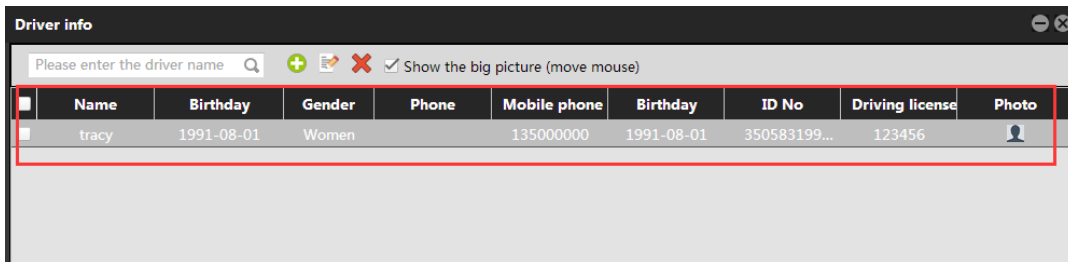 Driver info
Please enter the driver name Show the big picture (move mouse)
Name Birthday Gender Phone Mobile phone Birthday ID No Driving license Photo
tracy 1991-08-01 Women 135000000 1991-08-01 350583199... 123456